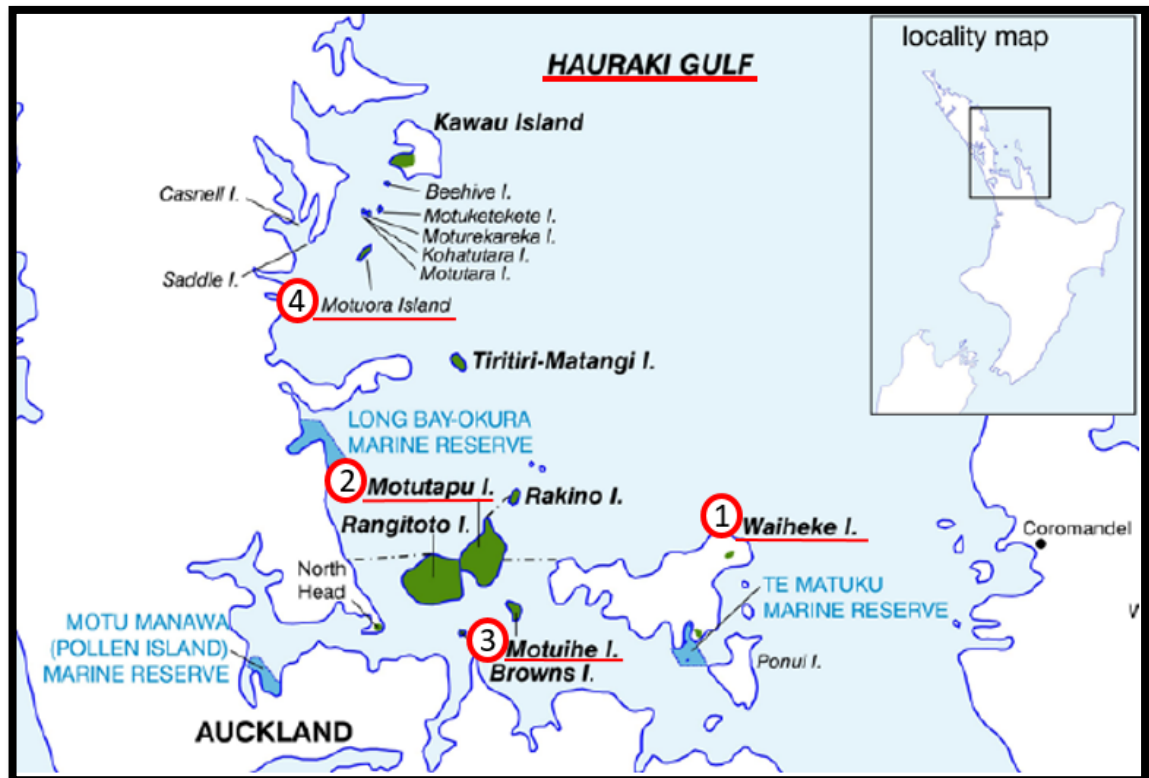 HAURAKI GULF
locality map
Kawau Island
Casnell I.
Beehive I.
Motuketekete I.
Moturekareka I.
Kohatutara I.
Motutara I.
Saddle I.
4
Motuora Island
Tiritiri-Matangi I.
LONG BAY-OKURA
MARINE RESERVE
2
Motutapu I.
Rakino I.
Rangitoto I.
1
Waiheke I.
Coromandel
North
Head
TE MATUKU
MARINE RESERVE
MOTU MANAWA
(POLLEN ISLAND)
MARINE RESERVE
3
Motuihe I.
Browns I.
Ponui I.
AUCKLAND